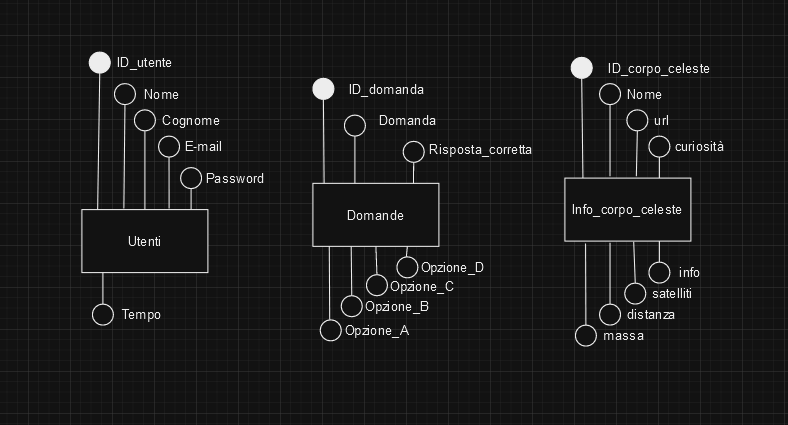 ID_utente
Nome
Cognome
E-mail
Password
Utenti
Tempo
ID_domanda
Domanda
Risposta_corretta
Domande
Opzione_D
Opzione_C
Opzione_B
Opzione_A
ID_corpo_celeste
Nome
url
curiosità
Info_corpo_celeste
info
satelliti
distanza
massa